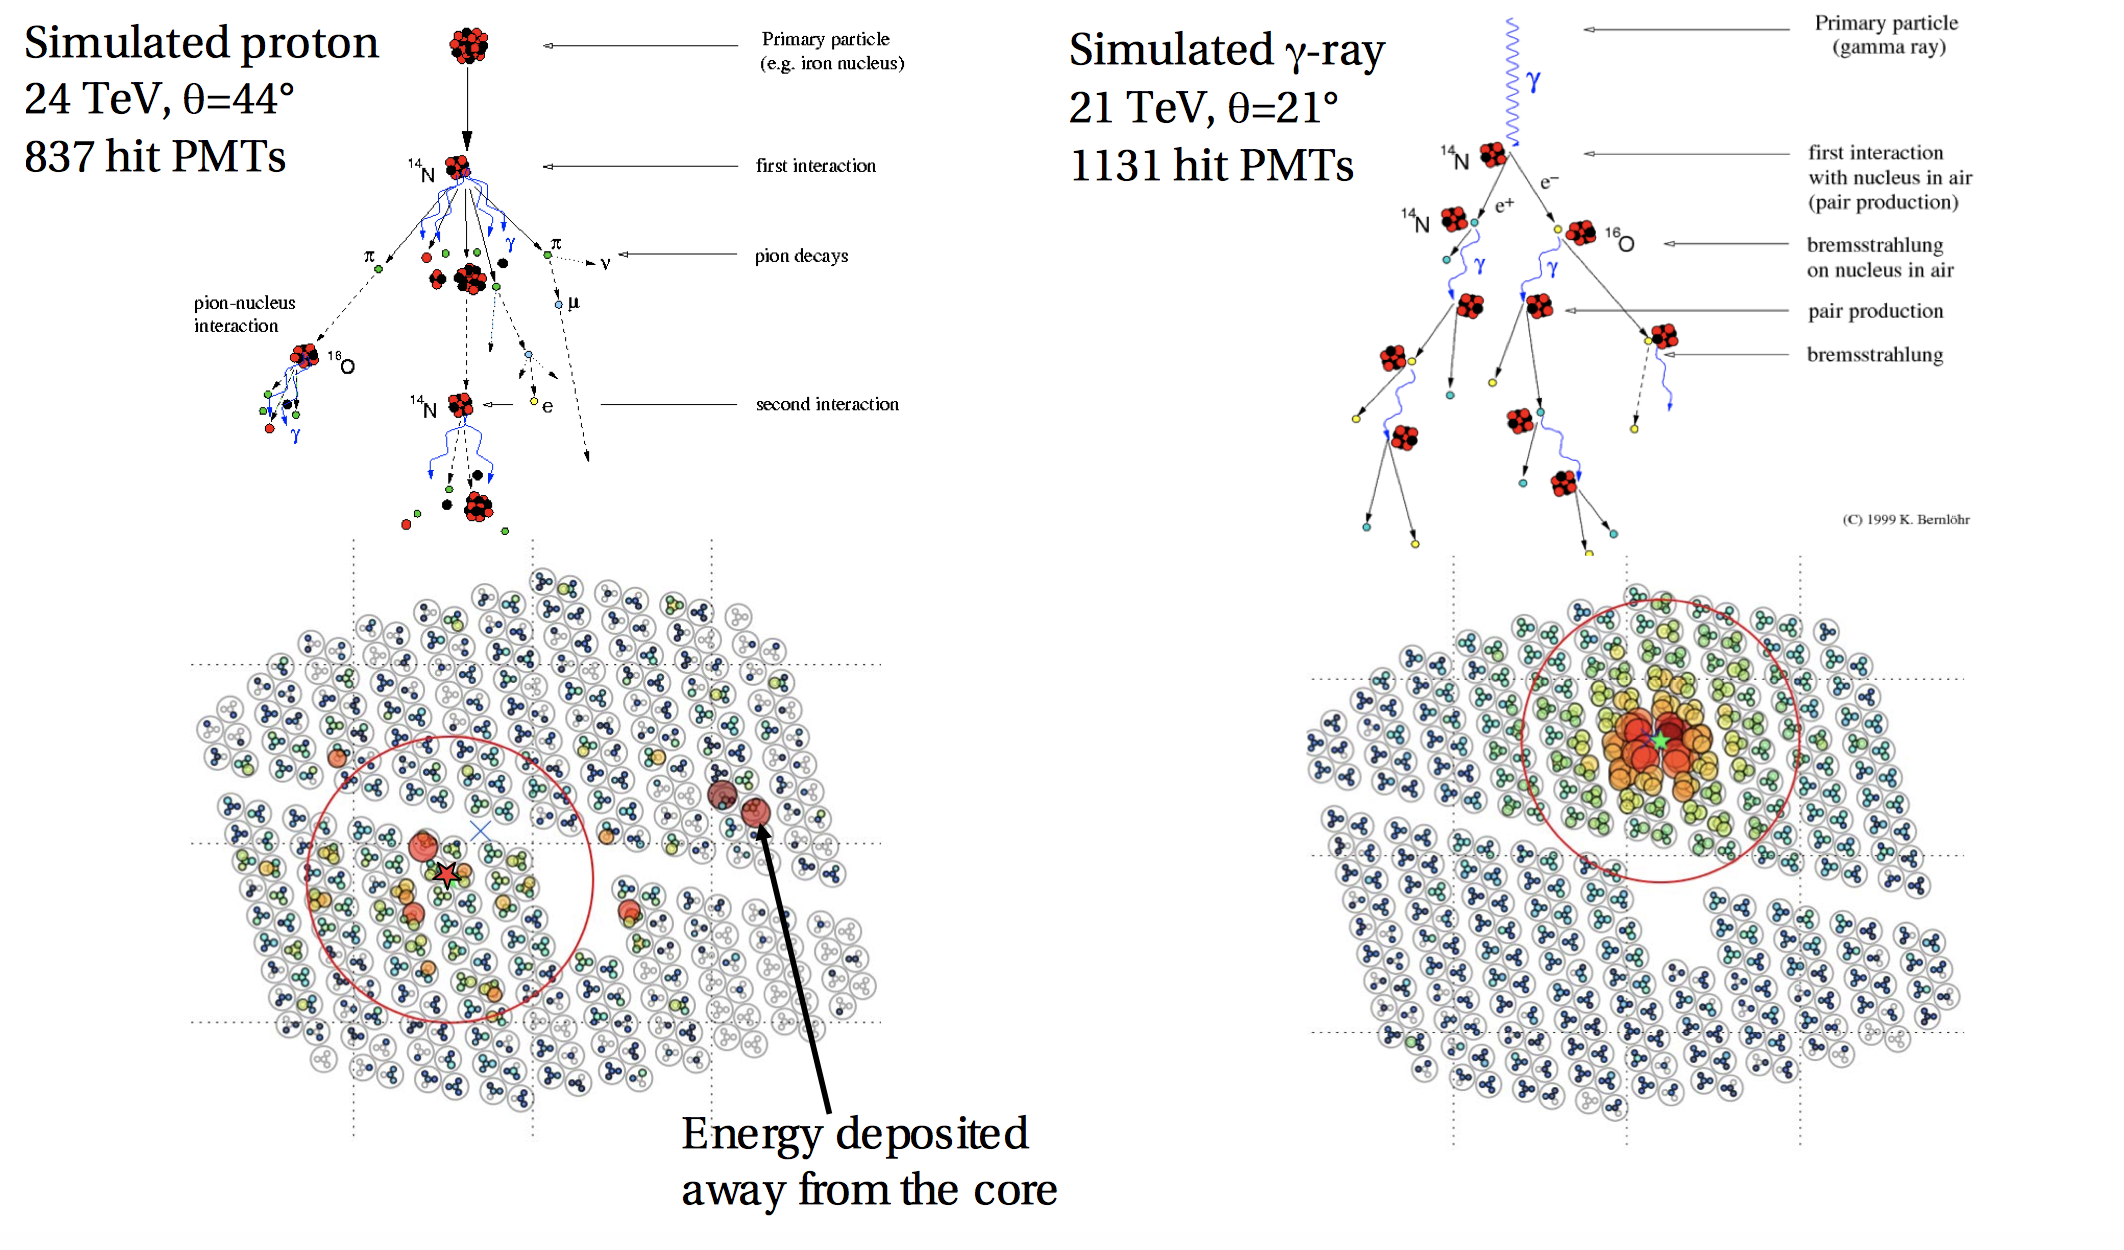 Simulated proton
24 TeV, θ=44°
837 hit PMTs
Primary particle
(e.g. iron nucleus)
14N
first interaction
γ
π
π
ν
pion decays
pion-nucleus
interaction
μ
16O
14N
e
second interaction
γ
Energy deposited
away from the core
Simulated γ-ray
21 TeV, θ=21°
1131 hit PMTs
Primary particle
(gamma ray)
γ
14N
first interaction
with nucleus in air
(pair production)
e−
e+
14N
16O
bremsstrahlung
on nucleus in air
γ
γ
pair production
bremsstrahlung
(C) 1999 K. Bernlöhr